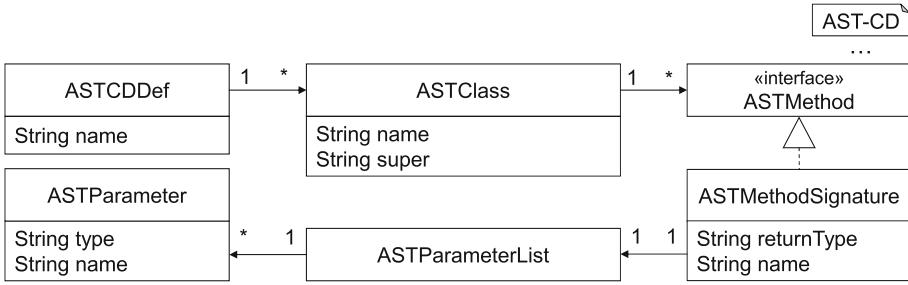 AST-CD
...
ASTCDDef
String name
1
*
ASTClass
String name
String super
1
*
«interface»
ASTMethod
ASTParameter
String type
String name
*
1
ASTParameterList
1
1
ASTMethodSignature
String returnType
String name